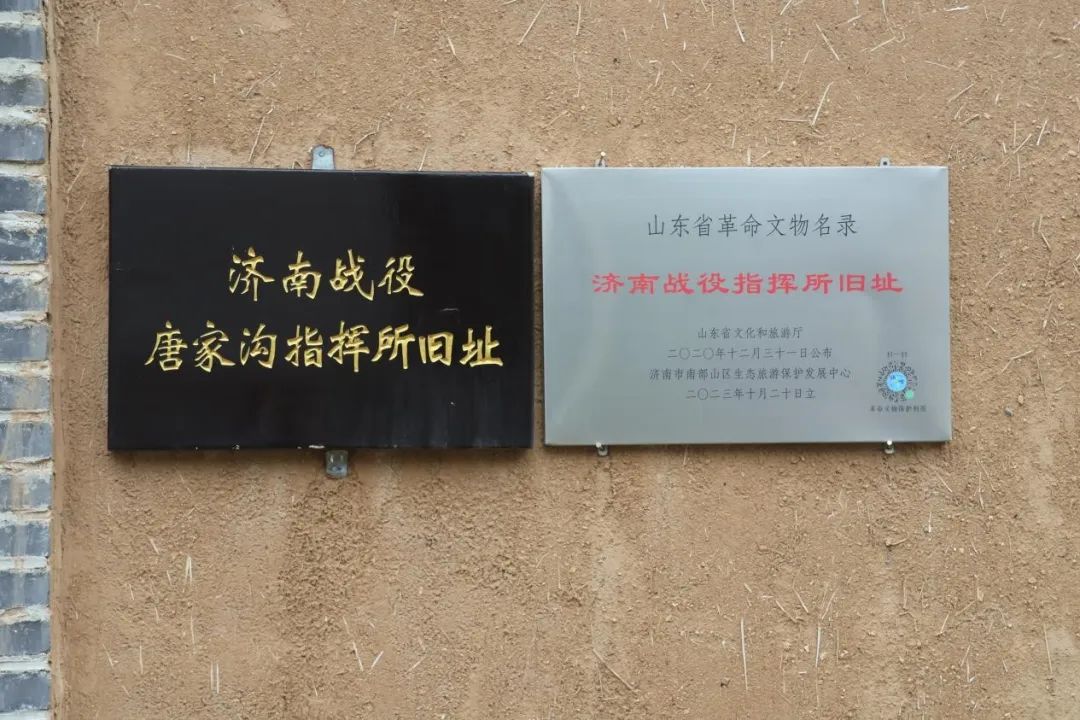 济南战役
唐家沟指挥所旧址
山东省革命文物名录
济南战役指挥所旧址
山东省文化和旅游厅
二〇二〇年十二月三十一日公布
济南市南部山区生态旅游保护发展中心
二〇二三年十月二十日立
扫一扫